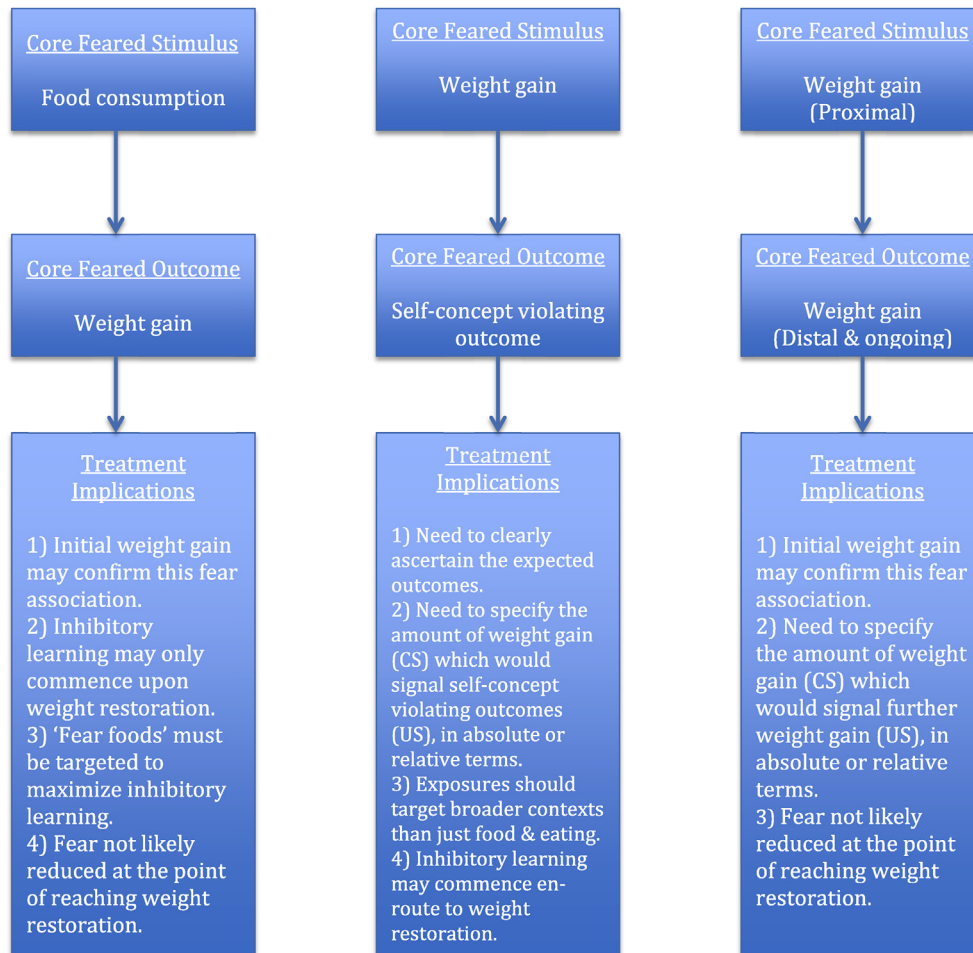 Core Feared Stimulus
Food consumption
Core Feared Outcome
Weight gain
Treatment
Implications
1) Initial weight gain
may confirm this fear
association.
2) Inhibitory
learning may only
commence upon
weight restoration.
3) ‘Fear foods’ must
be targeted to
maximize inhibitory
learning.
4) Fear not likely
reduced at the point
of reaching weight
restoration.
Core Feared Stimulus
Weight gain
Core Feared Outcome
Self-concept violating
outcome
Treatment
Implications
1) Need to clearly
ascertain the expected
outcomes.
2) Need to specify the
amount of weight gain
(CS) which would
signal self-concept
violating outcomes
(US), in absolute or
relative terms.
3) Exposures should
target broader contexts
than just food & eating.
4) Inhibitory learning
may commence en-
route to weight
restoration.
Core Feared Stimulus
Weight gain
(Proximal)
Core Feared Outcome
Weight gain
(Distal & ongoing)
Treatment
Implications
1) Initial weight gain
may confirm this fear
association.
2) Need to specify
the amount of weight
gain (CS) which
would signal further
weight gain (US), in
absolute or relative
terms.
3) Fear not likely
reduced at the point
of reaching weight
restoration.